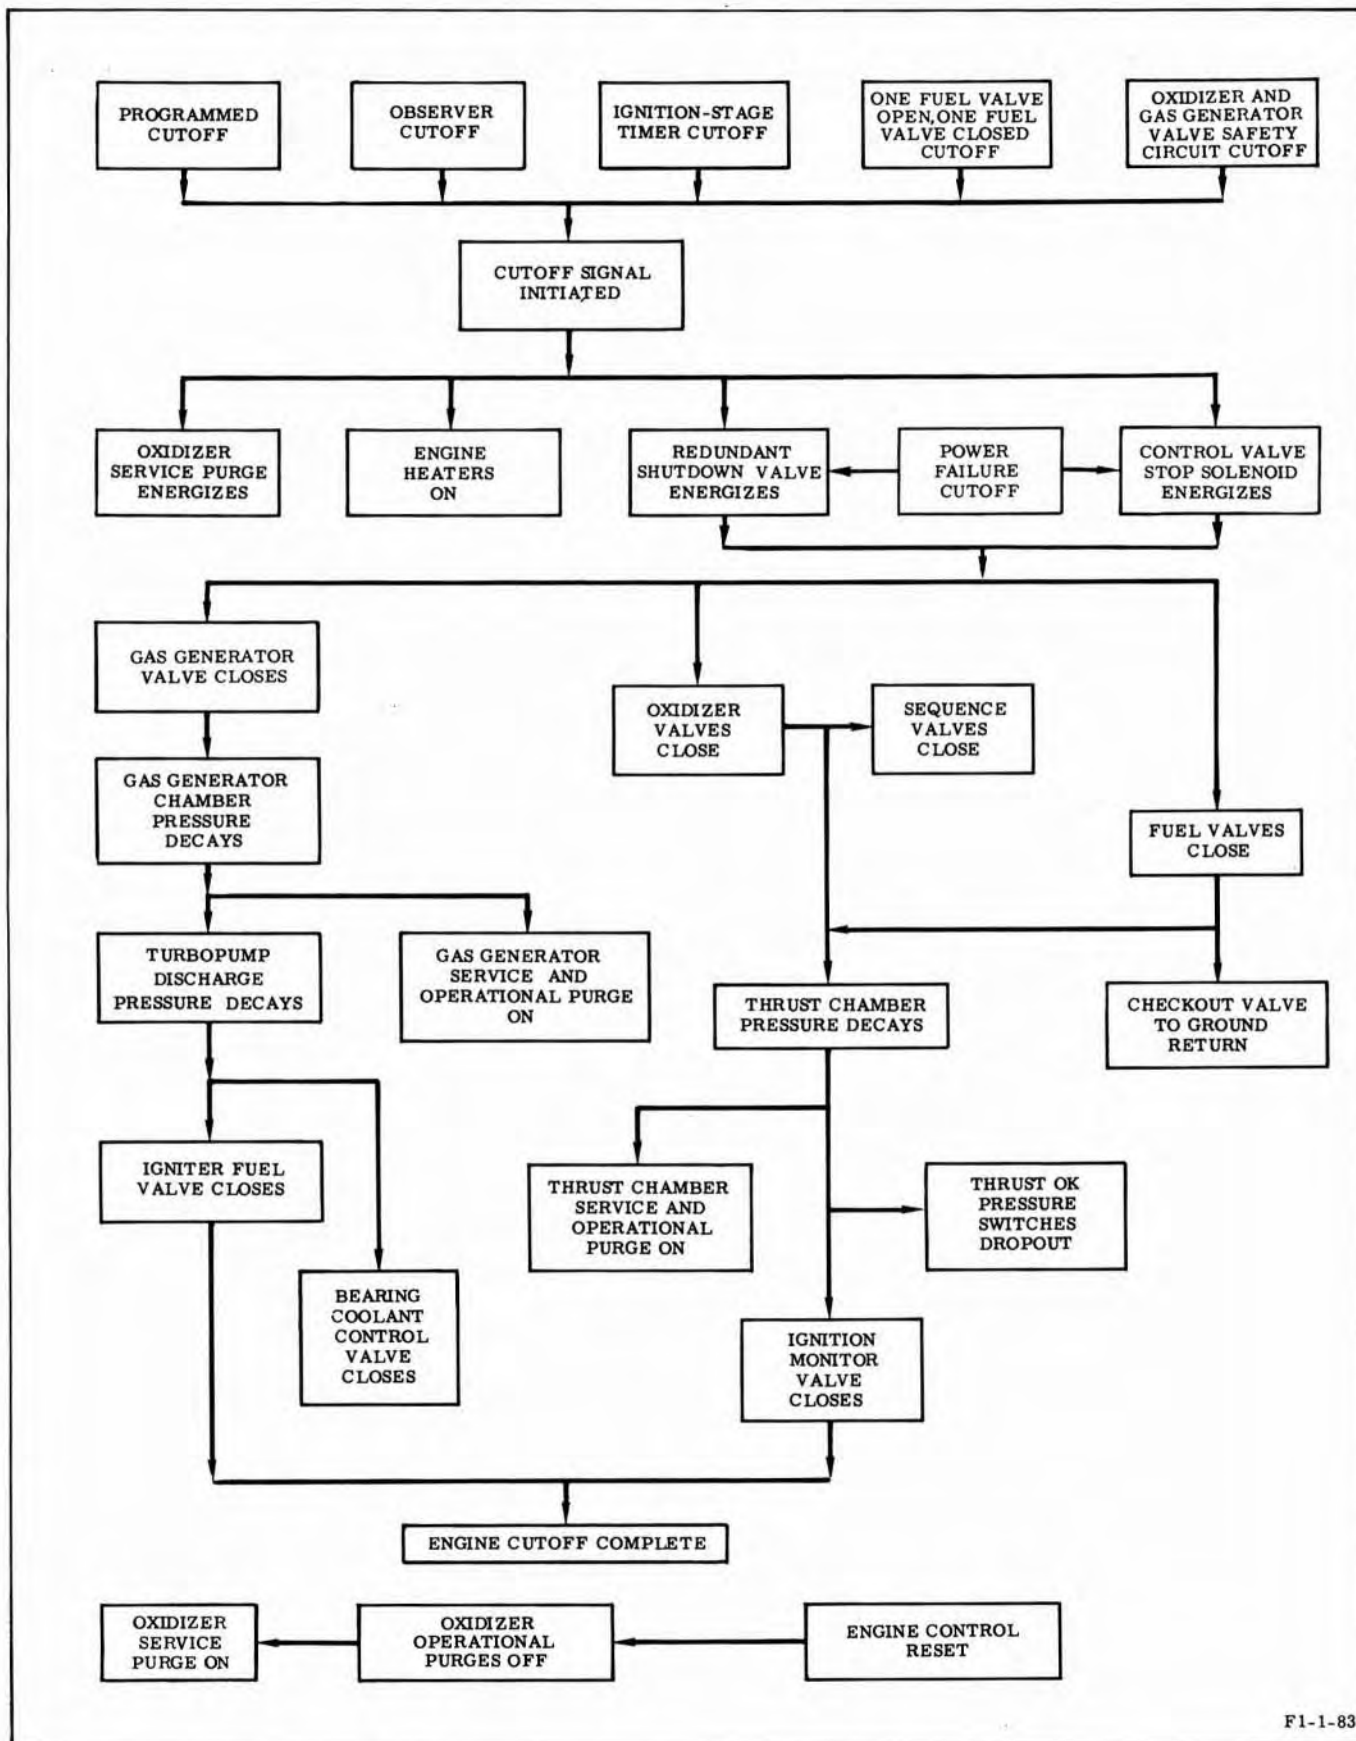 PROGRAMMED
CUTOFF
OBSERVER
CUTOFF
IGNITION-STAGE
TIMER CUTOFF
ONE FUEL VALVE
OPEN, ONE FUEL
VALVE CLOSED
CUTOFF
OXIDIZER AND
GAS GENERATOR
VALVE SAFETY
CIRCUIT CUTOFF
CUTOFF SIGNAL
INITIATED
OXIDIZER
SERVICE PURGE
ENERGIZES
ENGINE
HEATERS
ON
REDUNDANT
SHUTDOWN VALVE
ENERGIZES
POWER
FAILURE
CUTOFF
CONTROL VALVE
STOP SOLENOID
ENERGIZES
GAS GENERATOR
VALVE CLOSES
OXIDIZER
VALVES
CLOSE
SEQUENCE
VALVES
CLOSE
GAS GENERATOR
CHAMBER
PRESSURE
DECAYS
FUEL VALVES
CLOSE
TURBOPUMP
DISCHARGE
PRESSURE DECAYS
GAS GENERATOR
SERVICE AND
OPERATIONAL PURGE
ON
THRUST CHAMBER
PRESSURE DECAYS
CHECKOUT VALVE
TO GROUND
RETURN
IGNITER FUEL
VALVE CLOSES
THRUST CHAMBER
SERVICE AND
OPERATIONAL
PURGE ON
THRUST OK
PRESSURE
SWITCHES
DROPOUT
BEARING
COOLANT
CONTROL
VALVE
CLOSES
IGNITION
MONITOR
VALVE
CLOSES
ENGINE CUTOFF COMPLETE
OXIDIZER
SERVICE
PURGE ON
OXIDIZER
OPERATIONAL
PURGES OFF
ENGINE CONTROL
RESET
F1-1-83